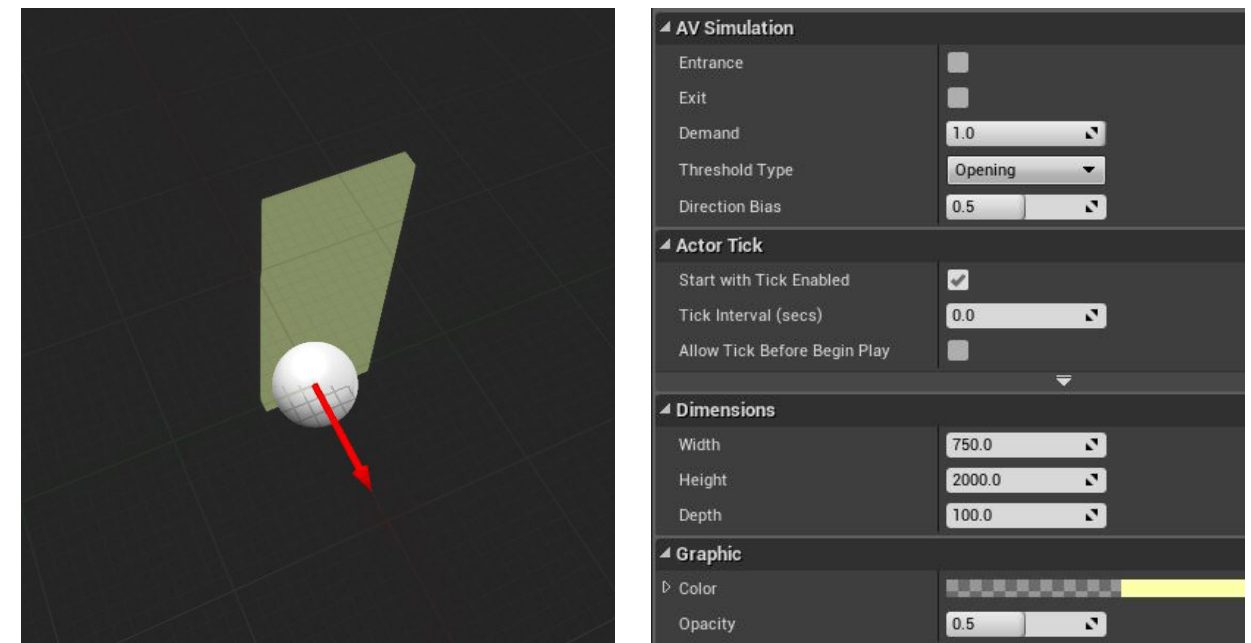 AV Simulation
Entrance
Exit
Demand 1.0
Threshold Type Opening
Direction Bias 0.5
Actor Tick
Start with Tick Enabled
Tick Interval (secs) 0.0
Allow Tick Before Begin Play
Dimensions
Width 750.0
Height 2000.0
Depth 100.0
Graphic
Color
Opacity 0.5